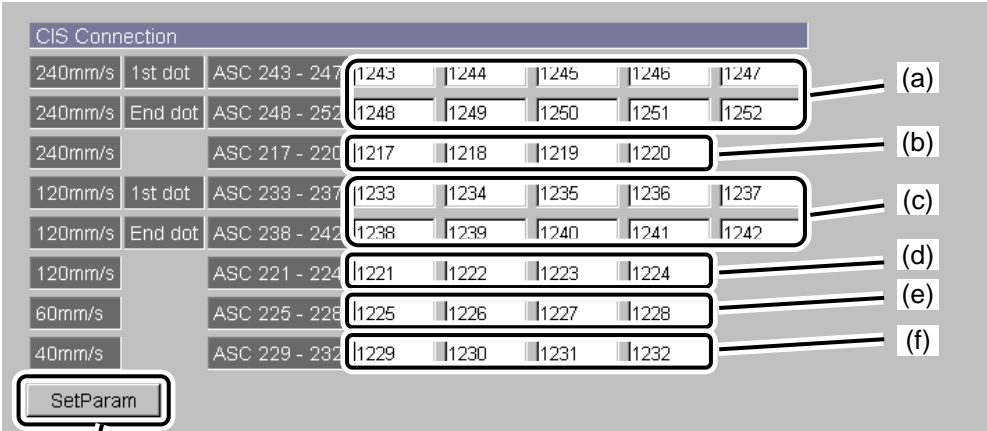 CIS Connection
240mm/s 1st dot ASC 243 - 247 1243 1244 1245 1246 1247 (a)
240mm/s End dot ASC 248 - 252 1248 1249 1250 1251 1252
240mm/s ASC 217 - 220 1217 1218 1219 1220 (b)
120mm/s 1st dot ASC 233 - 237 1233 1234 1235 1236 1237 (c)
120mm/s End dot ASC 238 - 242 1238 1239 1240 1241 1242
120mm/s ASC 221 - 224 1221 1222 1223 1224 (d)
60mm/s ASC 225 - 228 1225 1226 1227 1228 (e)
40mm/s ASC 229 - 232 1229 1230 1231 1232 (f)
SetParam